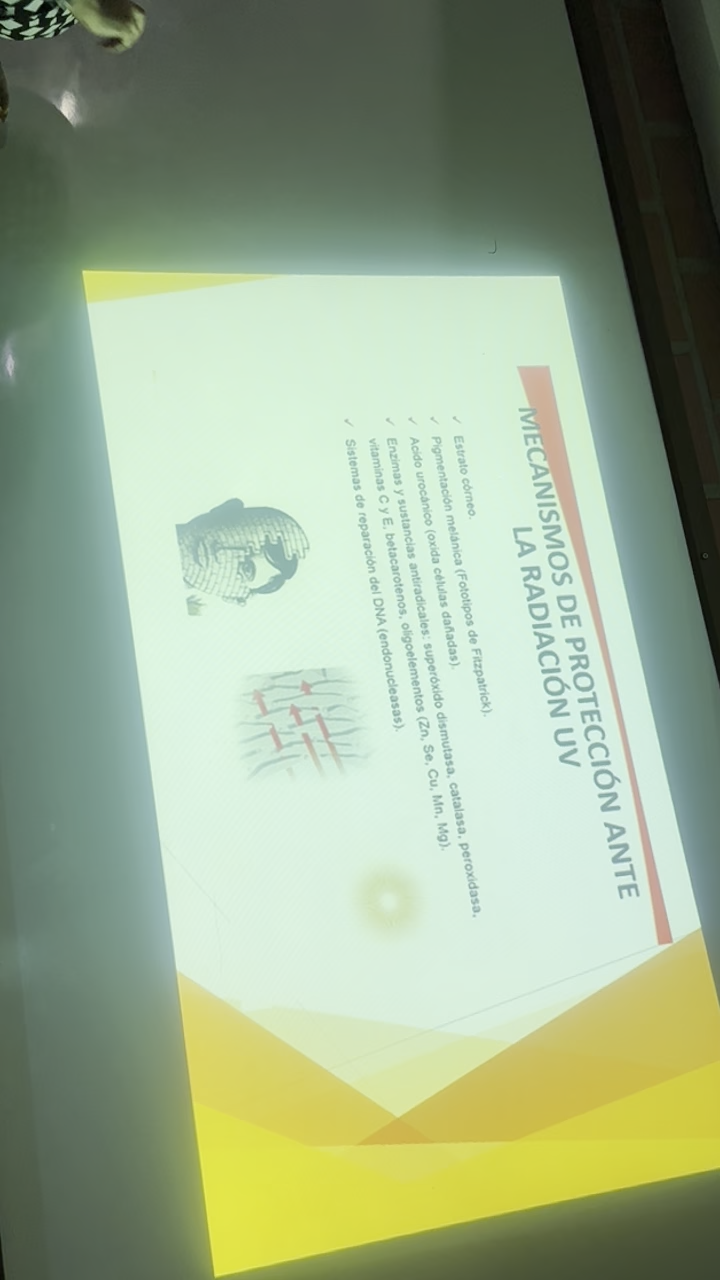 MECANISMOS DE PROTECCIÓN ANTE
LA RADIACIÓN UV
✓ Estrato córneo.
✓ Pigmentación melánica (Fototipos de Fitzpatrick).
✓ Acido urocánico (oxida células dañadas).
✓ Enzimas y sustancias antiradicales: superóxido dismutasa, catalasa, peroxidasa,
vitaminas C y E, betacarotenos, oligoelementos (Zn, Se, Cu, Mn, Mg).
✓ Sistemas de reparación del DNA (endonucleasas).